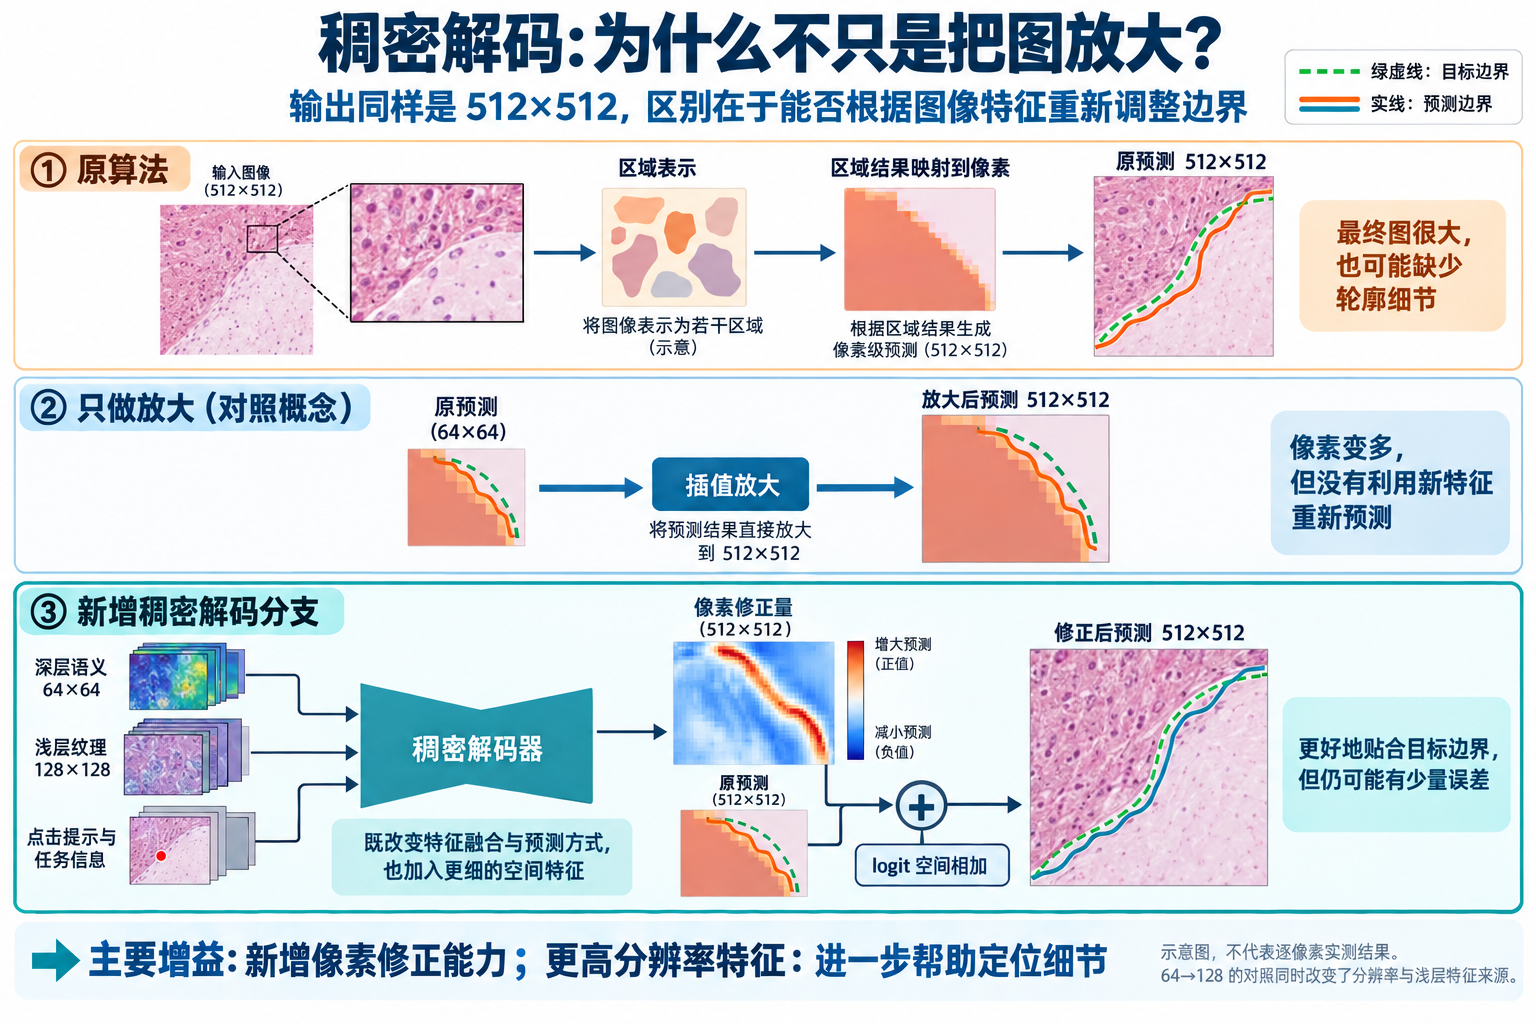 稠密解码：为什么不只是把图放大？
输出同样是 512×512，区别在于能否根据图像特征重新调整边界
绿虚线：目标边界
实线：预测边界
① 原算法
输入图像
（512×512）
区域表示
将图像表示为若干区域
（示意）
区域结果映射到像素
根据区域结果生成
像素级预测（512×512）
原预测 512×512
最终图很大，
也可能缺少
轮廓细节
② 只做放大（对照概念）
原预测
（64×64）
插值放大
将预测结果直接放大
到 512×512
放大后预测 512×512
像素变多，
但没有利用新特征
重新预测
③ 新增稠密解码分支
深层语义
64×64
浅层纹理
128×128
点击提示与
任务信息
稠密解码器
既改变特征融合与预测方式，
也加入更细的空间特征
像素修正量
（512×512）
增大预测
（正值）
减小预测
（负值）
原预测
（512×512）
+
logit 空间相加
修正后预测 512×512
更好地贴合目标边界，
但仍可能有少量误差
主要增益：新增像素修正能力；更高分辨率特征：进一步帮助定位细节
示意图，不代表逐像素实测结果。
64→128 的对照同时改变了分辨率与浅层特征来源。